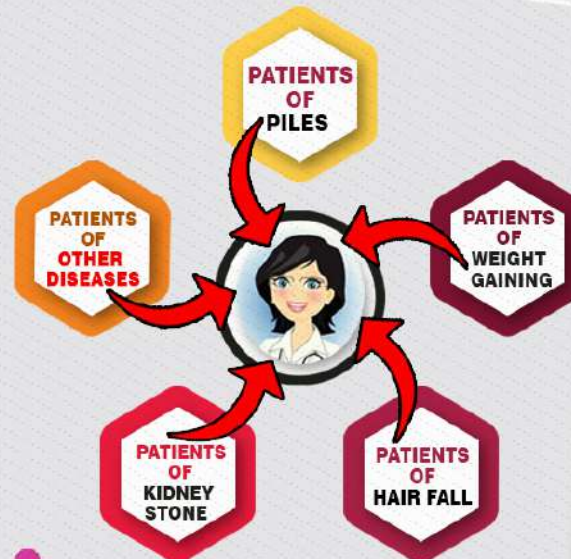 PATIENTS
OF
PILES
PATIENTS
OF
OTHER
DISEASES
PATIENTS
OF
WEIGHT
GAINING
PATIENTS
OF
KIDNEY
STONE
PATIENTS
OF
HAIR FALL